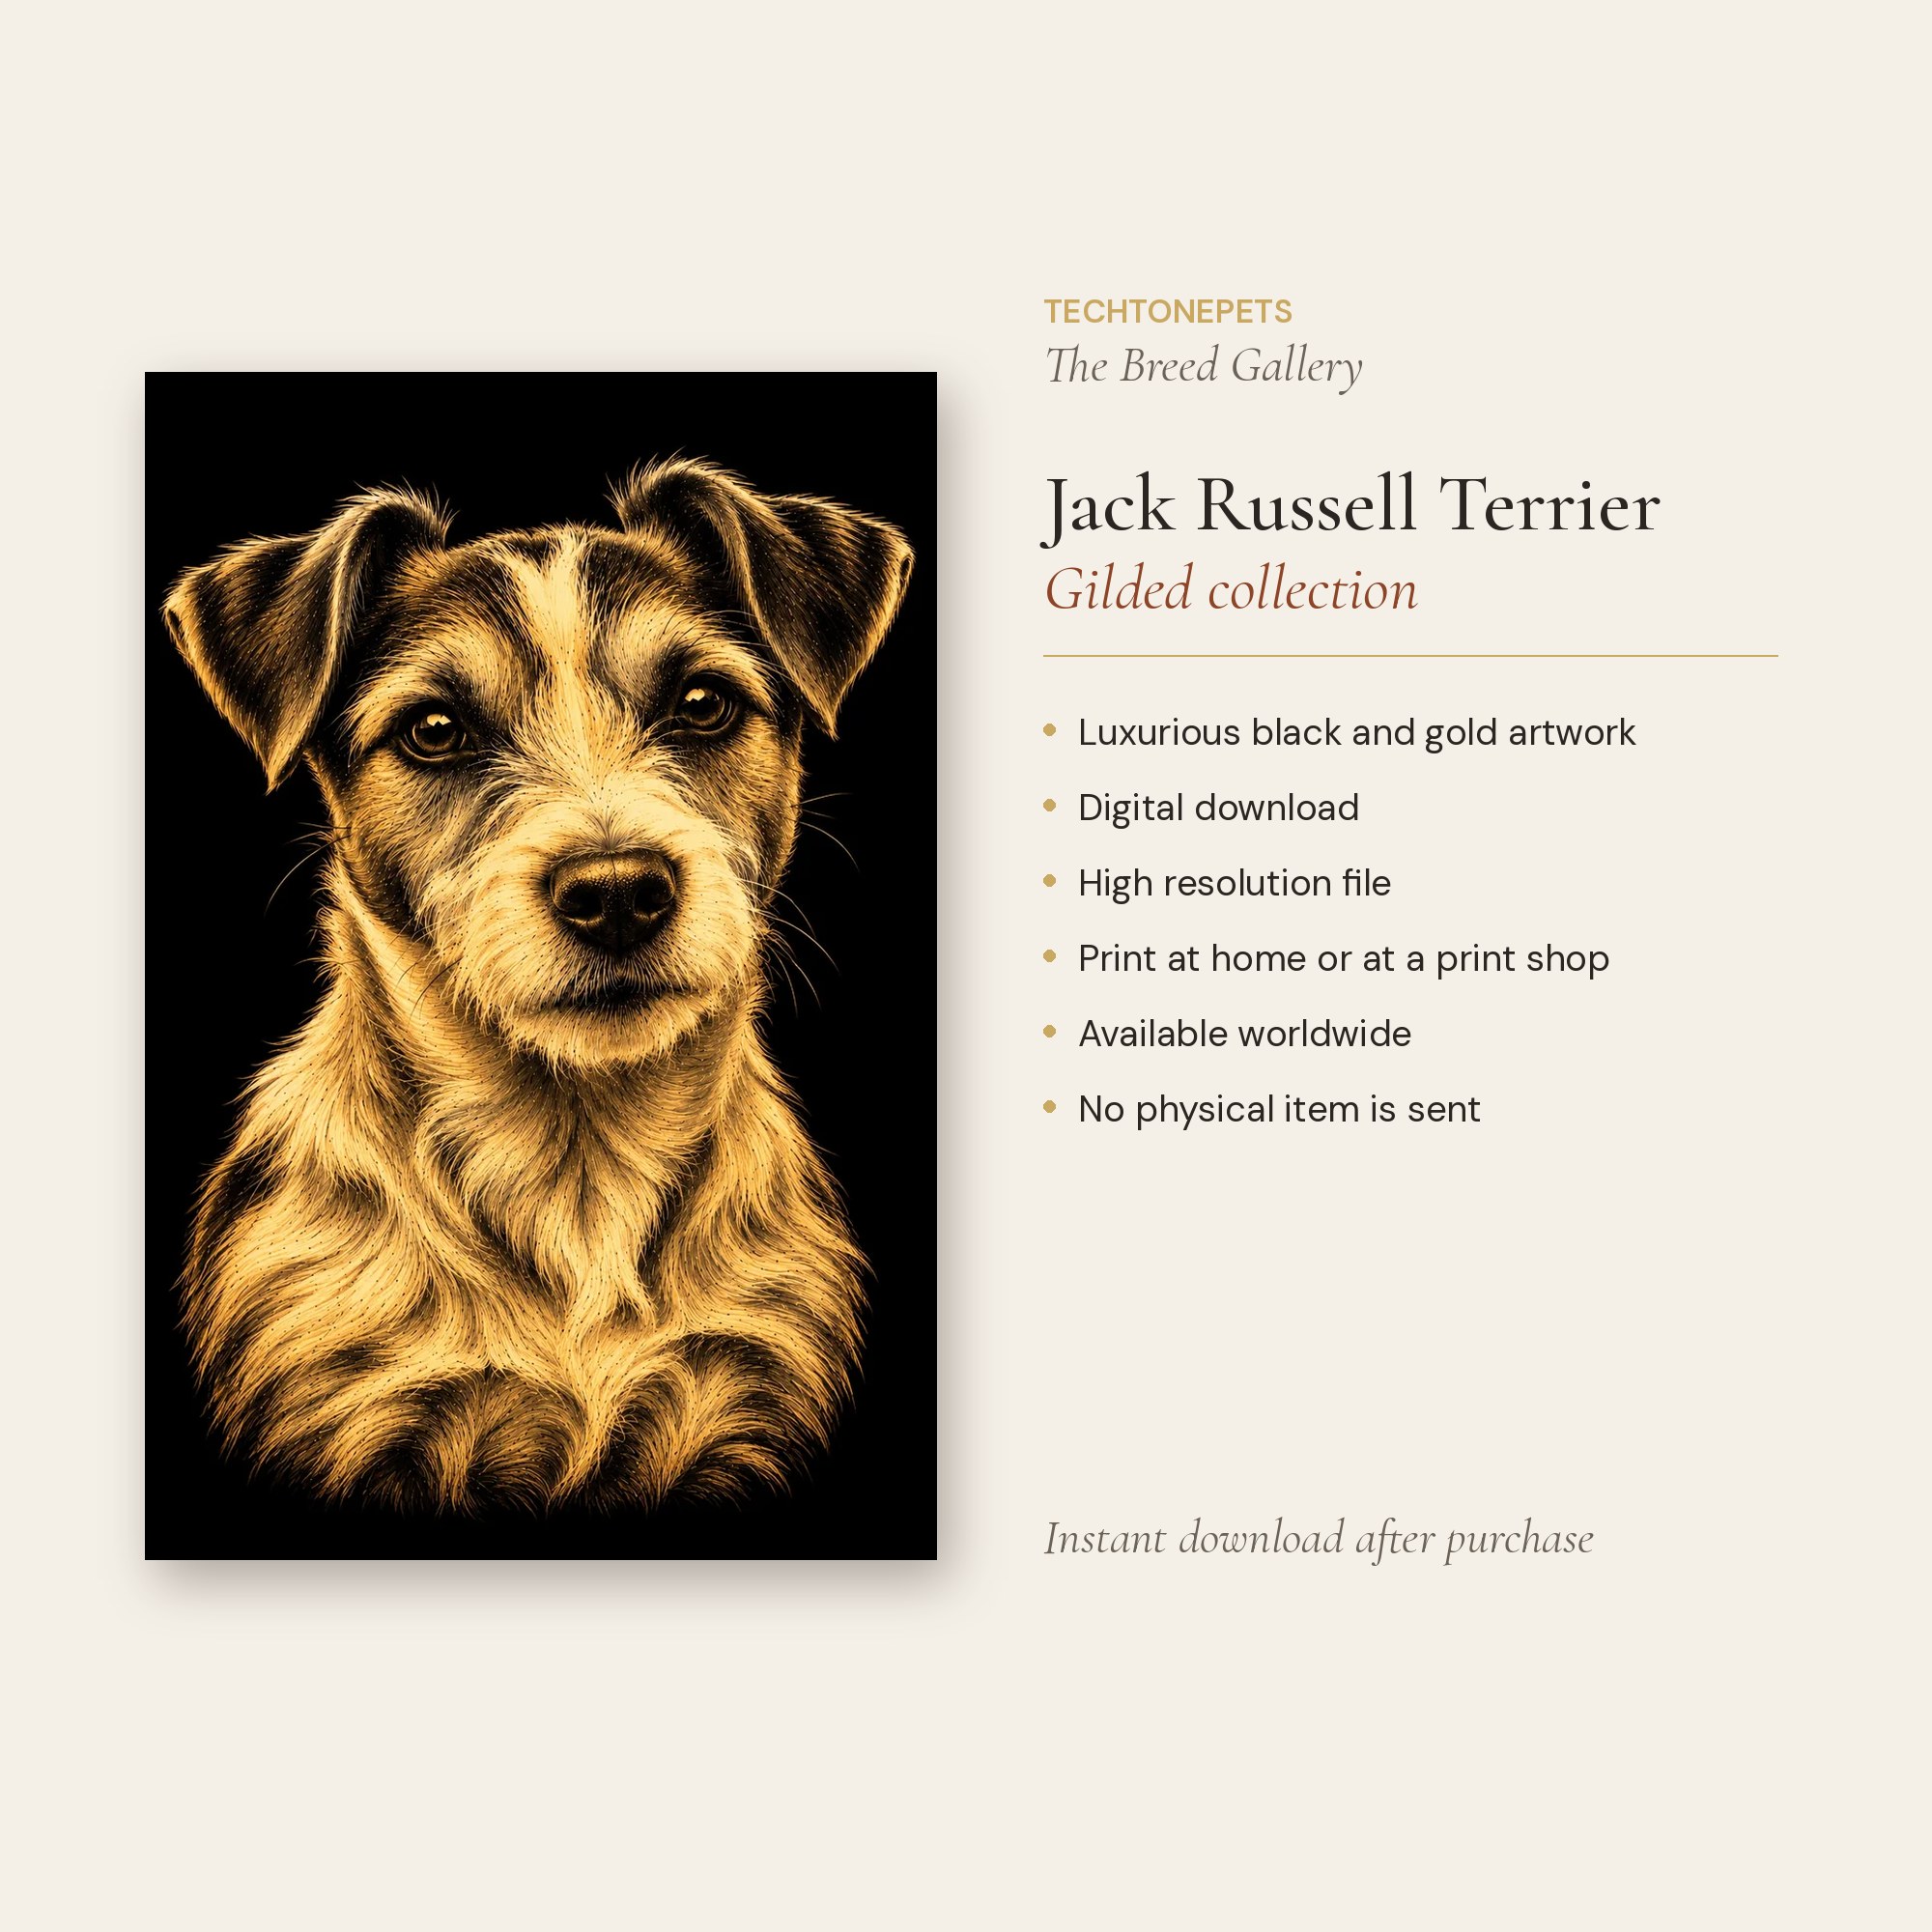 TECHTONEPETS
The Breed Gallery
Jack Russell Terrier
Gilded collection
Luxurious black and gold artwork
Digital download
High resolution file
Print at home or at a print shop
Available worldwide
No physical item is sent
Instant download after purchase